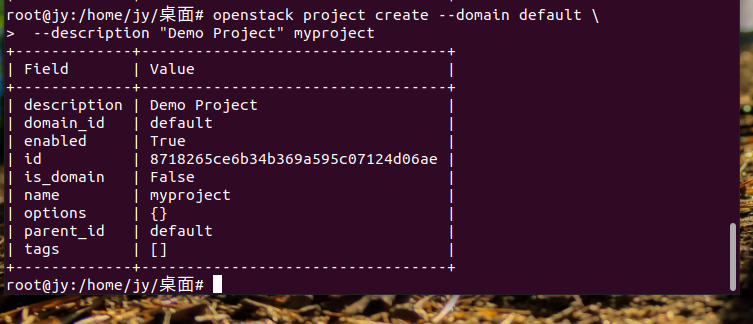 root@jy:/home/jy/桌面# openstack project create --domain default \
>  --description "Demo Project" myproject
+-------------+----------------------------------+
| Field       | Value                            |
+-------------+----------------------------------+
| description | Demo Project                     |
| domain_id   | default                          |
| enabled     | True                             |
| id          | 8718265ce6b34b369a595c07124d06ae |
| is_domain   | False                            |
| name        | myproject                        |
| options     | {}                               |
| parent_id   | default                          |
| tags        | []                               |
+-------------+----------------------------------+
root@jy:/home/jy/桌面#